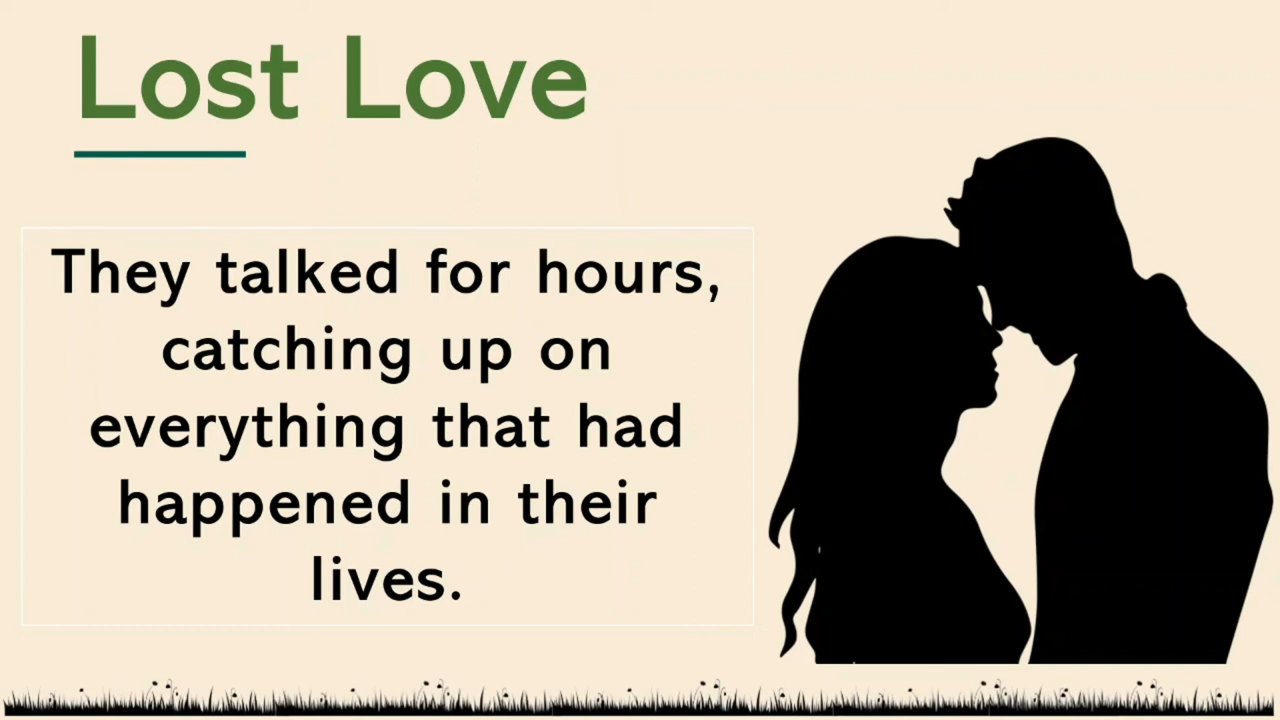 Lost Love
They talked for hours,
catching up on
everything that had
happened in their
lives.